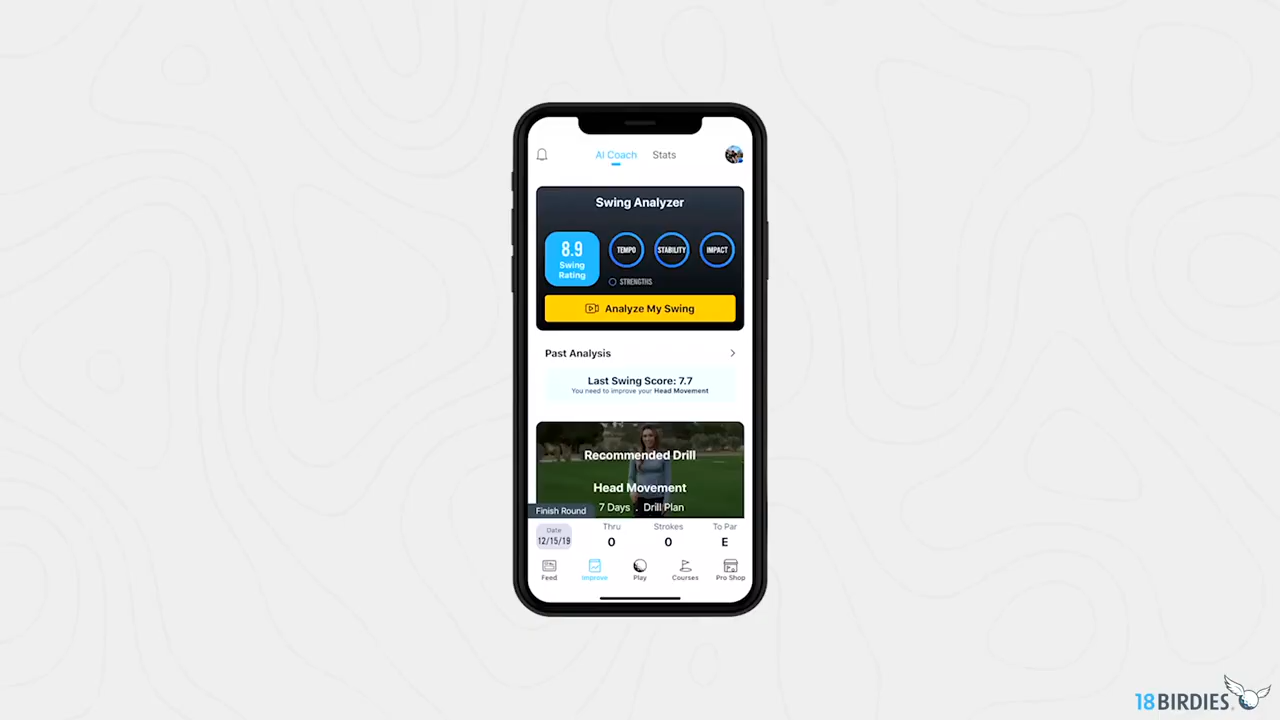 AI Coach Stats
Swing Analyzer
8.9
Swing
Rating
TEMPO STABILITY IMPACT
STRENGTHS
Analyze My Swing
Past Analysis
Last Swing Score: 7.7
You need to improve your Head Movement
Recommended Drill
Head Movement
7 Days . Drill Plan
Finish Round
Date Thru Strokes To Par
12/15/19 0 0 E
Feed Improve Play Courses Pro Shop
18BIRDIES